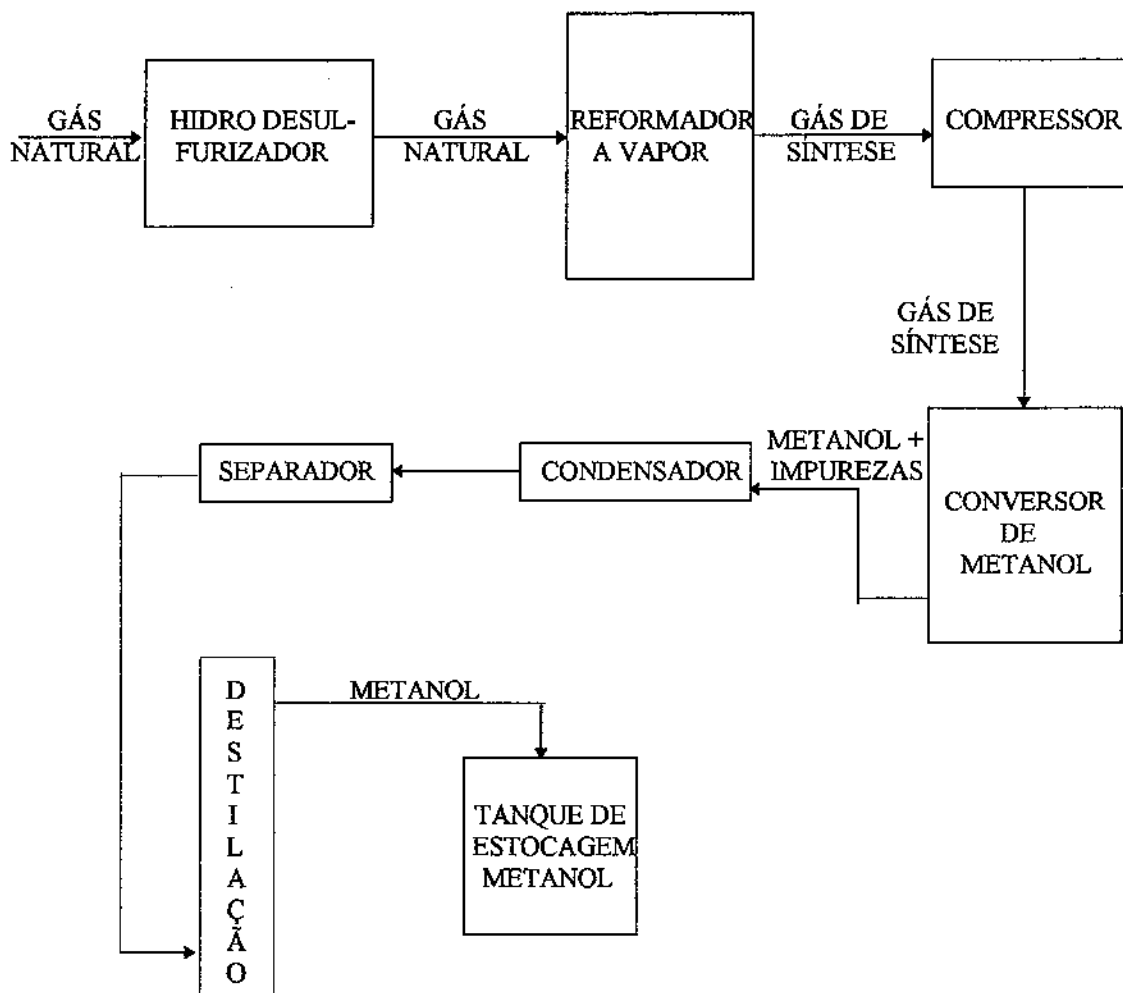 GÁS
NATURAL
HIDRO DESUL-
FURIZADOR
GÁS
NATURAL
REFORMADOR
A VAPOR
GÁS DE
SÍNTESE
COMPRESSOR
GÁS DE
SÍNTESE
SEPARADOR
CONDENSADOR
METANOL +
IMPUREZAS
CONVERSOR
DE
METANOL
D
E
S
T
I
L
A
Ç
Ã
O
METANOL
TANQUE DE
ESTOCAGEM
METANOL